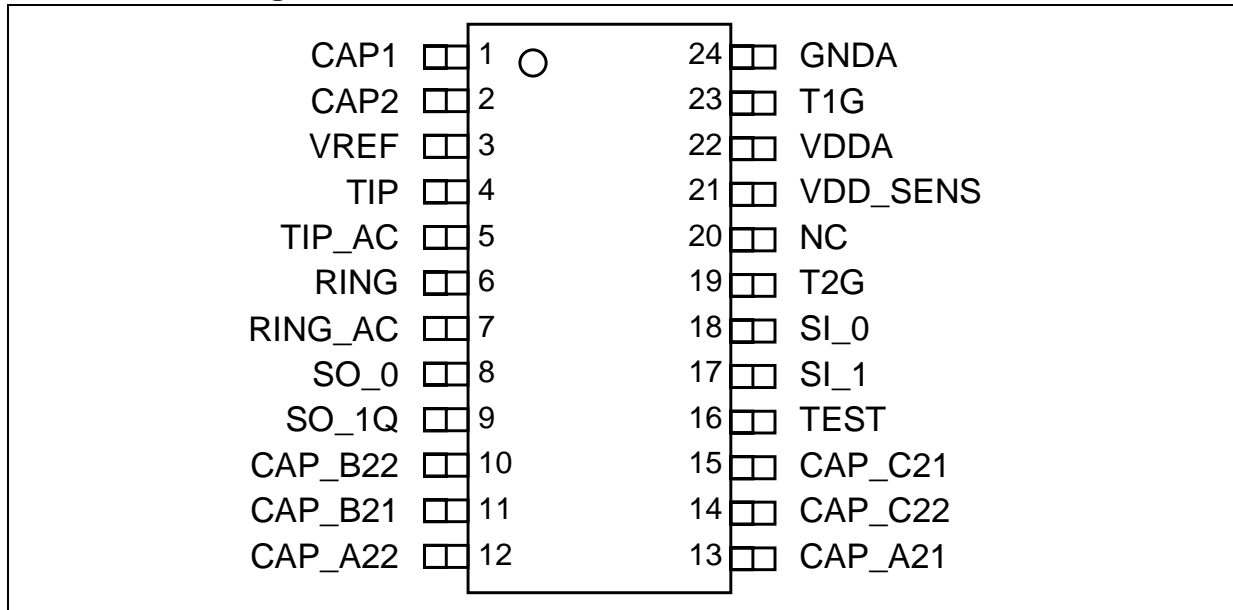 CAP1 1 24 GNDA
CAP2 2 23 T1G
VREF 3 22 VDDA
TIP 4 21 VDD_SENS
TIP_AC 5 20 NC
RING 6 19 T2G
RING_AC 7 18 SI_0
SO_0 8 17 SI_1
SO_1Q 9 16 TEST
CAP_B22 10 15 CAP_C21
CAP_B21 11 14 CAP_C22
CAP_A22 12 13 CAP_A21